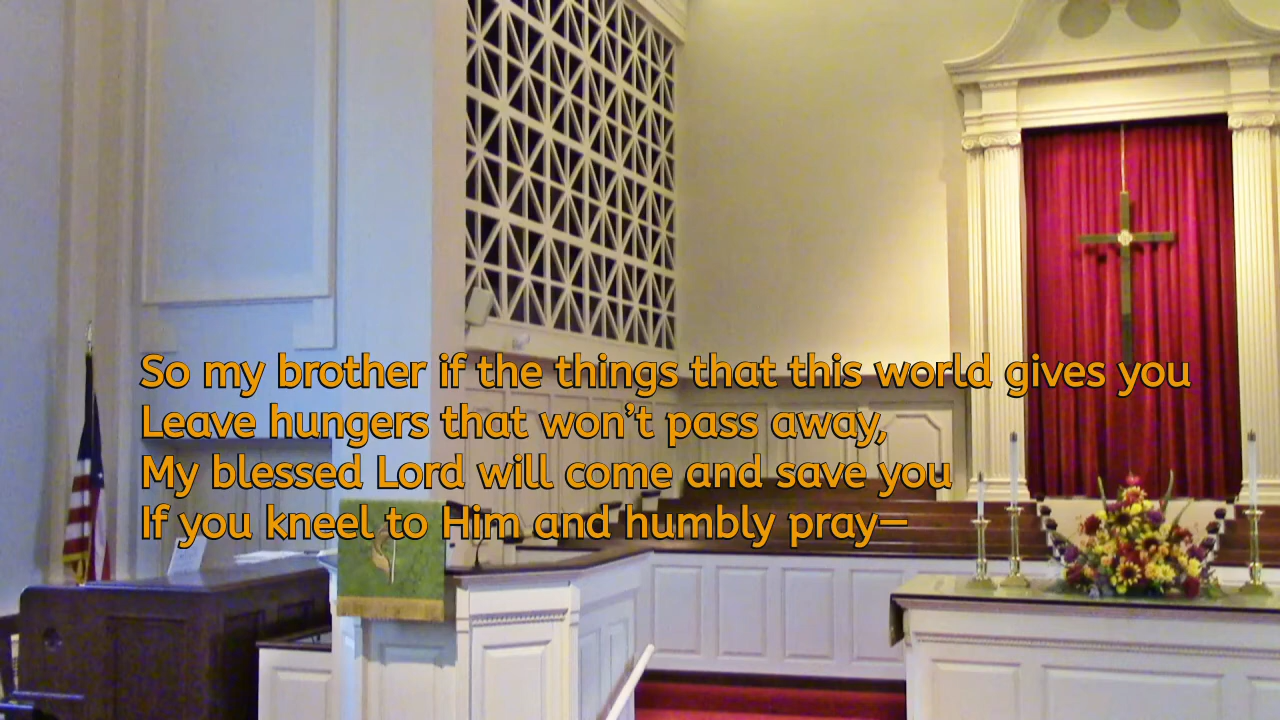 So my brother if the things that this world gives you
Leave hungers that won’t pass away,
My blessed Lord will come and save you
If you kneel to Him and humbly pray—